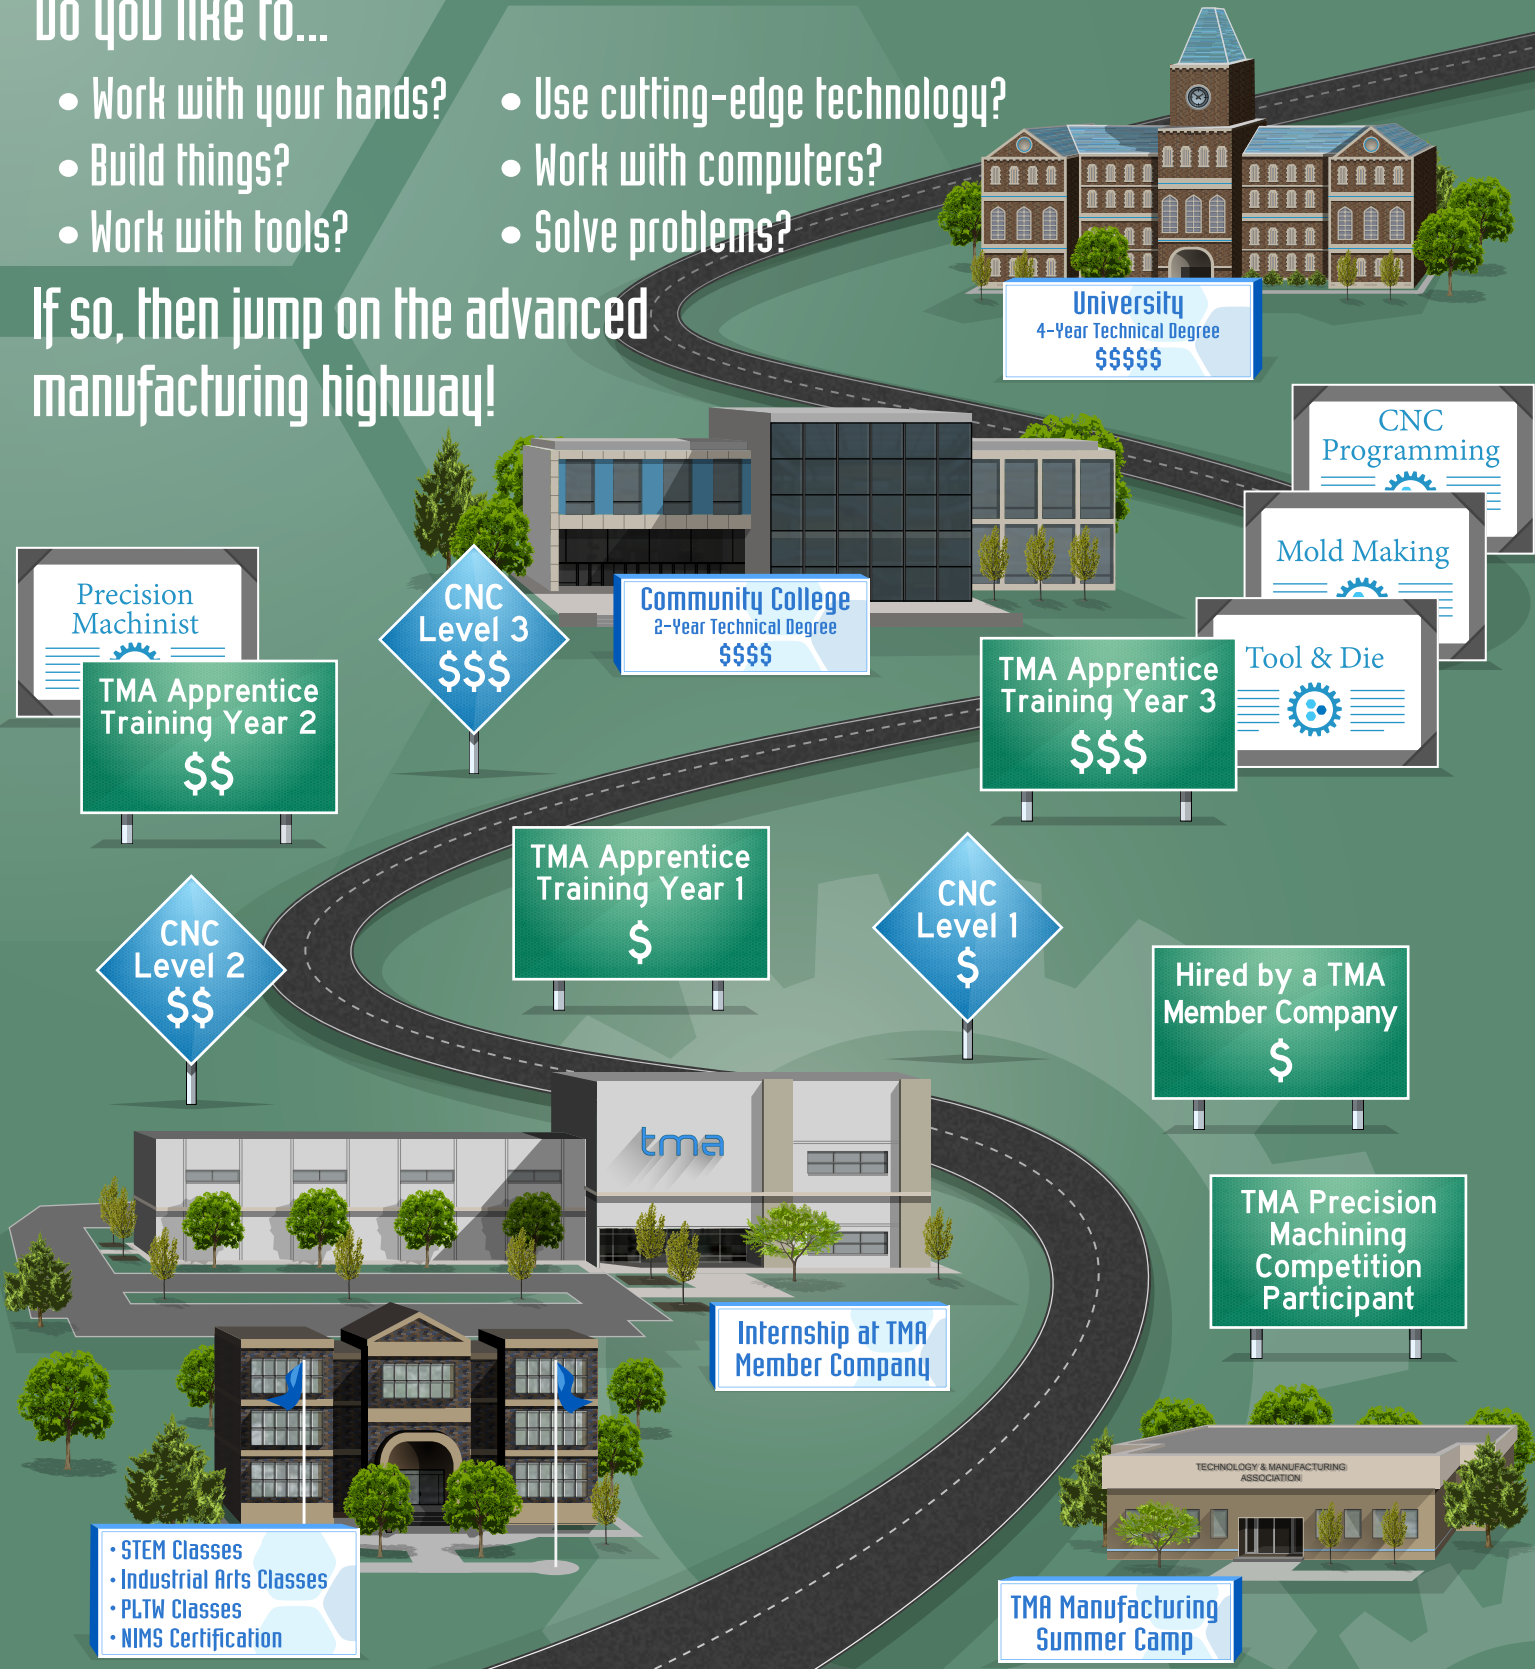 Do you like to...
• Work with your hands?
• Build things?
• Work with tools?
• Use cutting-edge technology?
• Work with computers?
• Solve problems?
If so, then jump on the advanced
manufacturing highway!
University
4-Year Technical Degree
$$$$$
CNC
Programming
Mold Making
Tool & Die
Community College
2-Year Technical Degree
$$$$
CNC
Level 3
$$$
Precision
Machinist
TMA Apprentice
Training Year 2
$$
TMA Apprentice
Training Year 3
$$$
TMA Apprentice
Training Year 1
$
CNC
Level 1
$
CNC
Level 2
$$
Hired by a TMA
Member Company
$
tma
TMA Precision
Machining
Competition
Participant
Internship at TMA
Member Company
TECHNOLOGY & MANUFACTURING
ASSOCIATION
• STEM Classes
• Industrial Arts Classes
• PLTW Classes
• NIMS Certification
TMA Manufacturing
Summer Camp